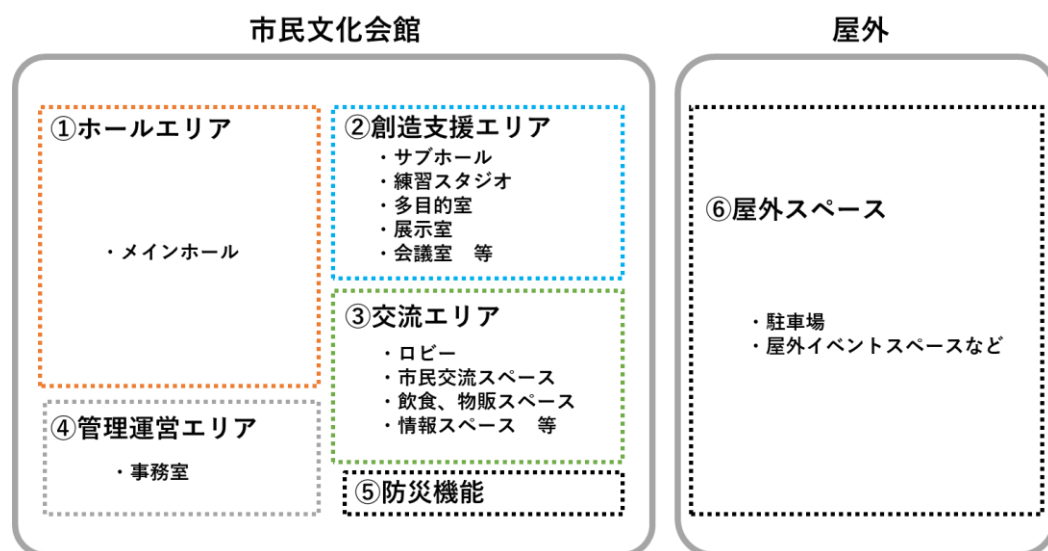 市民文化会館
①ホールエリア
・メインホール
②創造支援エリア
・サブホール
・練習スタジオ
・多目的室
・展示室
・会議室　等
③交流エリア
・ロビー
・市民交流スペース
・飲食、物販スペース
・情報スペース　等
④管理運営エリア
・事務室
⑤防災機能
屋外
⑥屋外スペース
・駐車場
・屋外イベントスペースなど